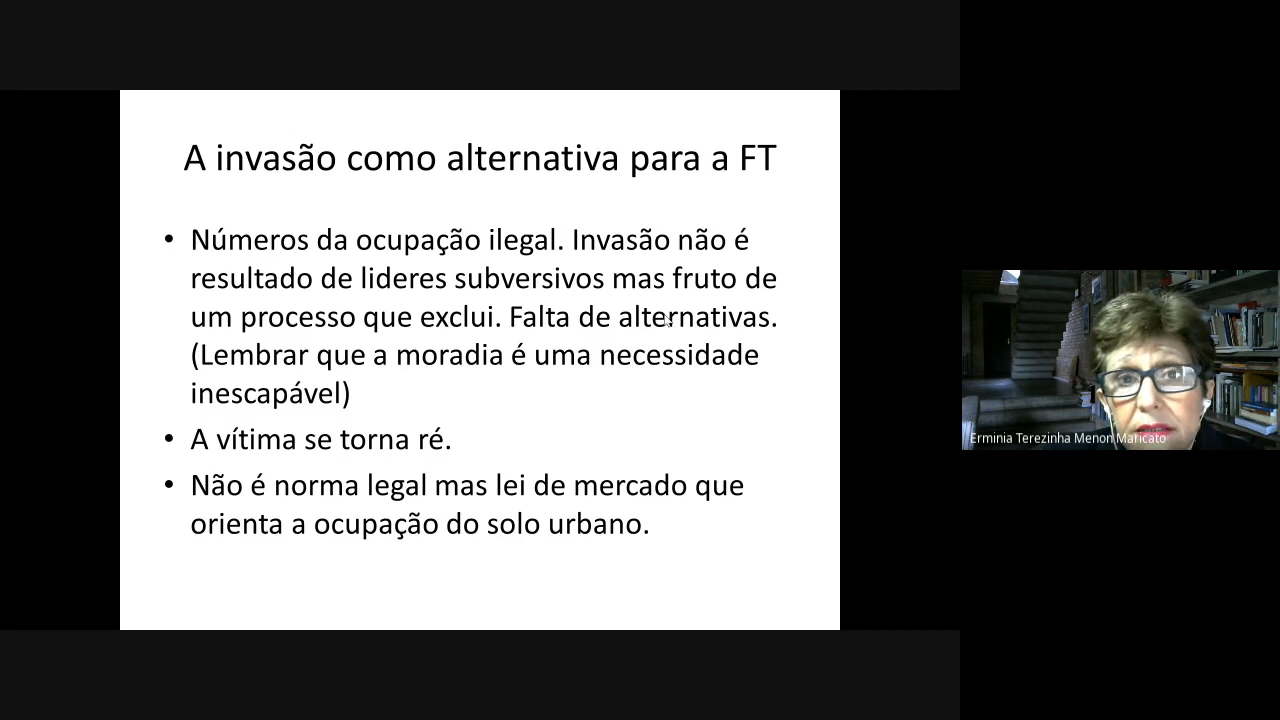 A invasão como alternativa para a FT
• Números da ocupação ilegal. Invasão não é
resultado de lideres subversivos mas fruto de
um processo que exclui. Falta de alternativas.
(Lembrar que a moradia é uma necessidade
inescapável)
• A vítima se torna ré.
• Não é norma legal mas lei de mercado que
orienta a ocupação do solo urbano.
Erminia Terezinha Menon Maricato